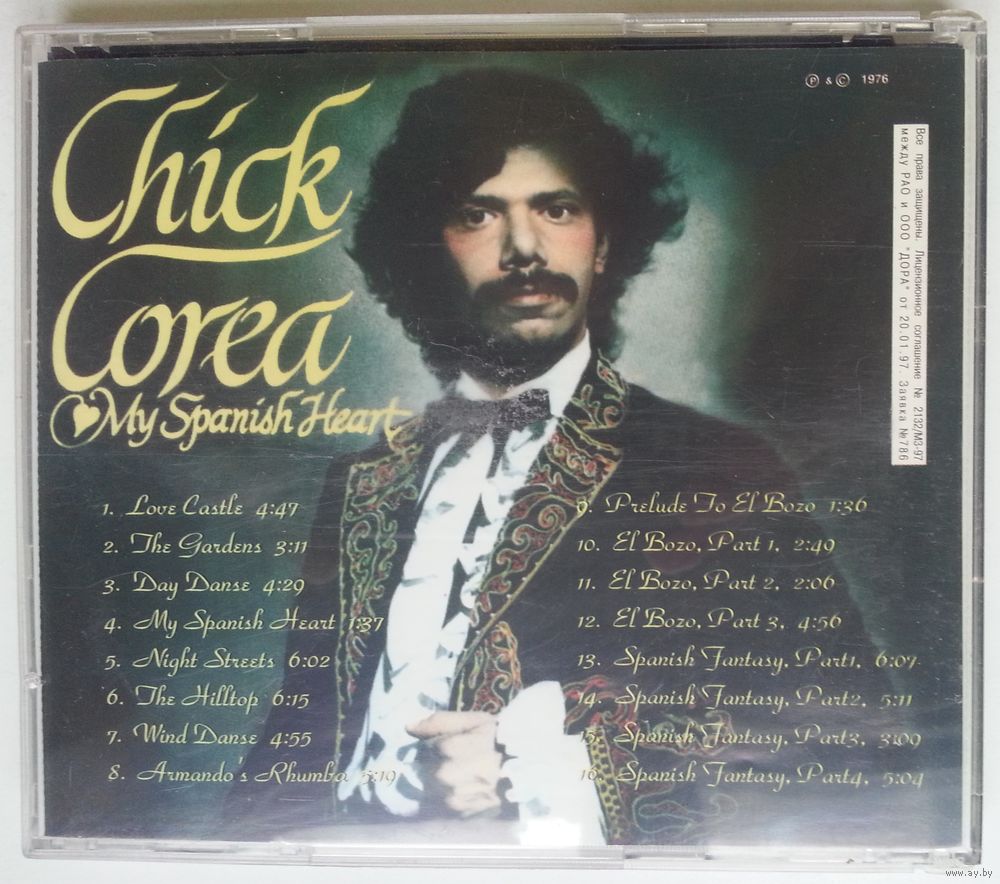 Chick
Corea
My Spanish Heart
℗ & © 1976
Все права защищены. Лицензионное соглашение № 2132/МЗ-97
между РАО и ООО "ДОРА" от 20.01.97. Заявка №786
1. Love Castle 4:47
2. The Gardens 3:11
3. Day Danse 4:29
4. My Spanish Heart 1:37
5. Night Streets 6:02
6. The Hilltop 6:15
7. Wind Danse 4:55
8. Armando's Rhumba 5:19
9. Prelude To El Bozo 1:36
10. El Bozo, Part 1, 2:49
11. El Bozo, Part 2, 2:06
12. El Bozo, Part 3, 4:56
13. Spanish Fantasy, Part1, 6:07
14. Spanish Fantasy, Part2, 5:11
15. Spanish Fantasy, Part3, 3:09
16. Spanish Fantasy, Part4, 5:04
www.ay.by